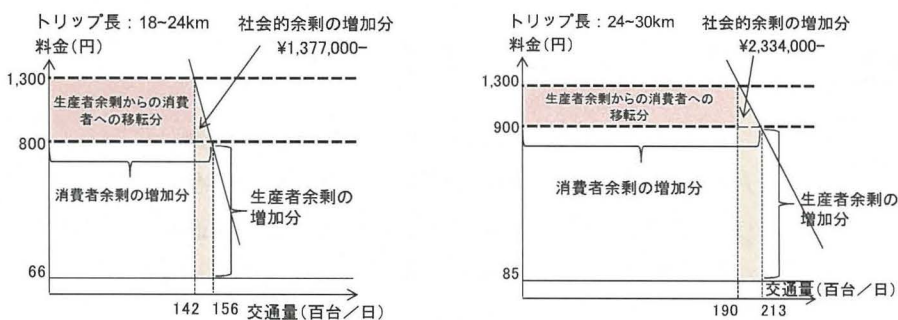 トリップ長：18~24km
料金（円）
社会的余剰の増加分
¥1,377,000−
1,300
生産者余剰からの消費
者への移転分
800
消費者余剰の増加分
生産者余剰の
増加分
66
142
156
交通量（百台／日）
トリップ長：24~30km
料金（円）
社会的余剰の増加分
¥2,334,000−
1,300
生産者余剰からの消費者への
移転分
900
消費者余剰の増加分
生産者余剰の
増加分
85
交通量（百台／日）
190
213